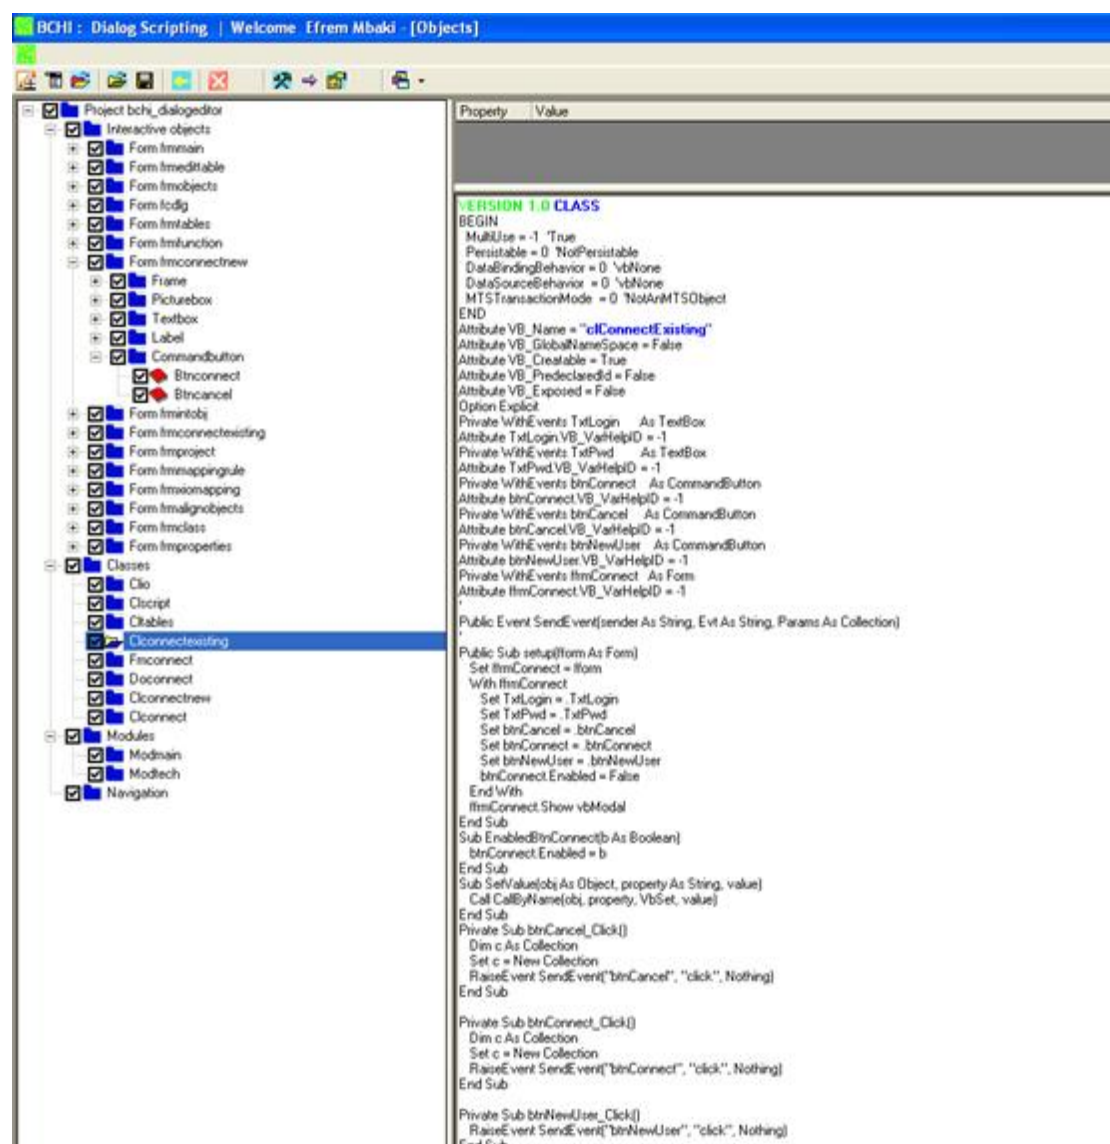 BCHI : Dialog Scripting | Welcome Efrem Mbaki - [Objects]
Project bchi_dialogeditor
Interactive objects
Form frmmain
Form frmedittable
Form frmobjects
Form fcdlg
Form frmtables
Form frmfunction
Form frmconnectnew
Frame
Picturebox
Textbox
Label
Commandbutton
Btnconnect
Btncancel
Form frmintobj
Form frmconnectexisting
Form frmproject
Form frmmappingrule
Form frmxiomapping
Form frmalignobjects
Form frmclass
Form frmproperties
Classes
Clio
Clscript
Cltables
Clconnectexisting
Fmconnect
Doconnect
Clconnectnew
Clconnect
Modules
Modmain
Modtech
Navigation
Property Value
VERSION 1.0 CLASS
BEGIN
MultiUse = -1 'True
Persistable = 0 'NotPersistable
DataBindingBehavior = 0 'vbNone
DataSourceBehavior = 0 'vbNone
MTSTransactionMode = 0 'NotAnMTSObject
END
Attribute VB_Name = "clConnectExisting"
Attribute VB_GlobalNameSpace = False
Attribute VB_Creatable = True
Attribute VB_PredeclaredId = False
Attribute VB_Exposed = False
Option Explicit
Private WithEvents TxtLogin As TextBox
Attribute TxtLogin.VB_VarHelpID = -1
Private WithEvents TxtPwd As TextBox
Attribute TxtPwd.VB_VarHelpID = -1
Private WithEvents btnConnect As CommandButton
Attribute btnConnect.VB_VarHelpID = -1
Private WithEvents btnCancel As CommandButton
Attribute btnCancel.VB_VarHelpID = -1
Private WithEvents btnNewUser As CommandButton
Attribute btnNewUser.VB_VarHelpID = -1
Private WithEvents ffrmConnect As Form
Attribute ffrmConnect.VB_VarHelpID = -1
'
Public Event SendEvent(sender As String, Evt As String, Params As Collection)
'
Public Sub setup(fform As Form)
Set ffrmConnect = fform
With ffrmConnect
Set TxtLogin = .TxtLogin
Set TxtPwd = .TxtPwd
Set btnCancel = .btnCancel
Set btnConnect = .btnConnect
Set btnNewUser = .btnNewUser
btnConnect.Enabled = False
End With
ffrmConnect.Show vbModal
End Sub
Sub EnabledBtnConnect(b As Boolean)
btnConnect.Enabled = b
End Sub
Sub SetValue(obj As Object, property As String, value)
Call CallByName(obj, property, VbSet, value)
End Sub
Private Sub btnCancel_Click()
Dim c As Collection
Set c = New Collection
RaiseEvent SendEvent("btnCancel", "click", Nothing)
End Sub
Private Sub btnConnect_Click()
Dim c As Collection
Set c = New Collection
RaiseEvent SendEvent("btnConnect", "click", Nothing)
End Sub
Private Sub btnNewUser_Click()
RaiseEvent SendEvent("btnNewUser", "click", Nothing)
End Sub